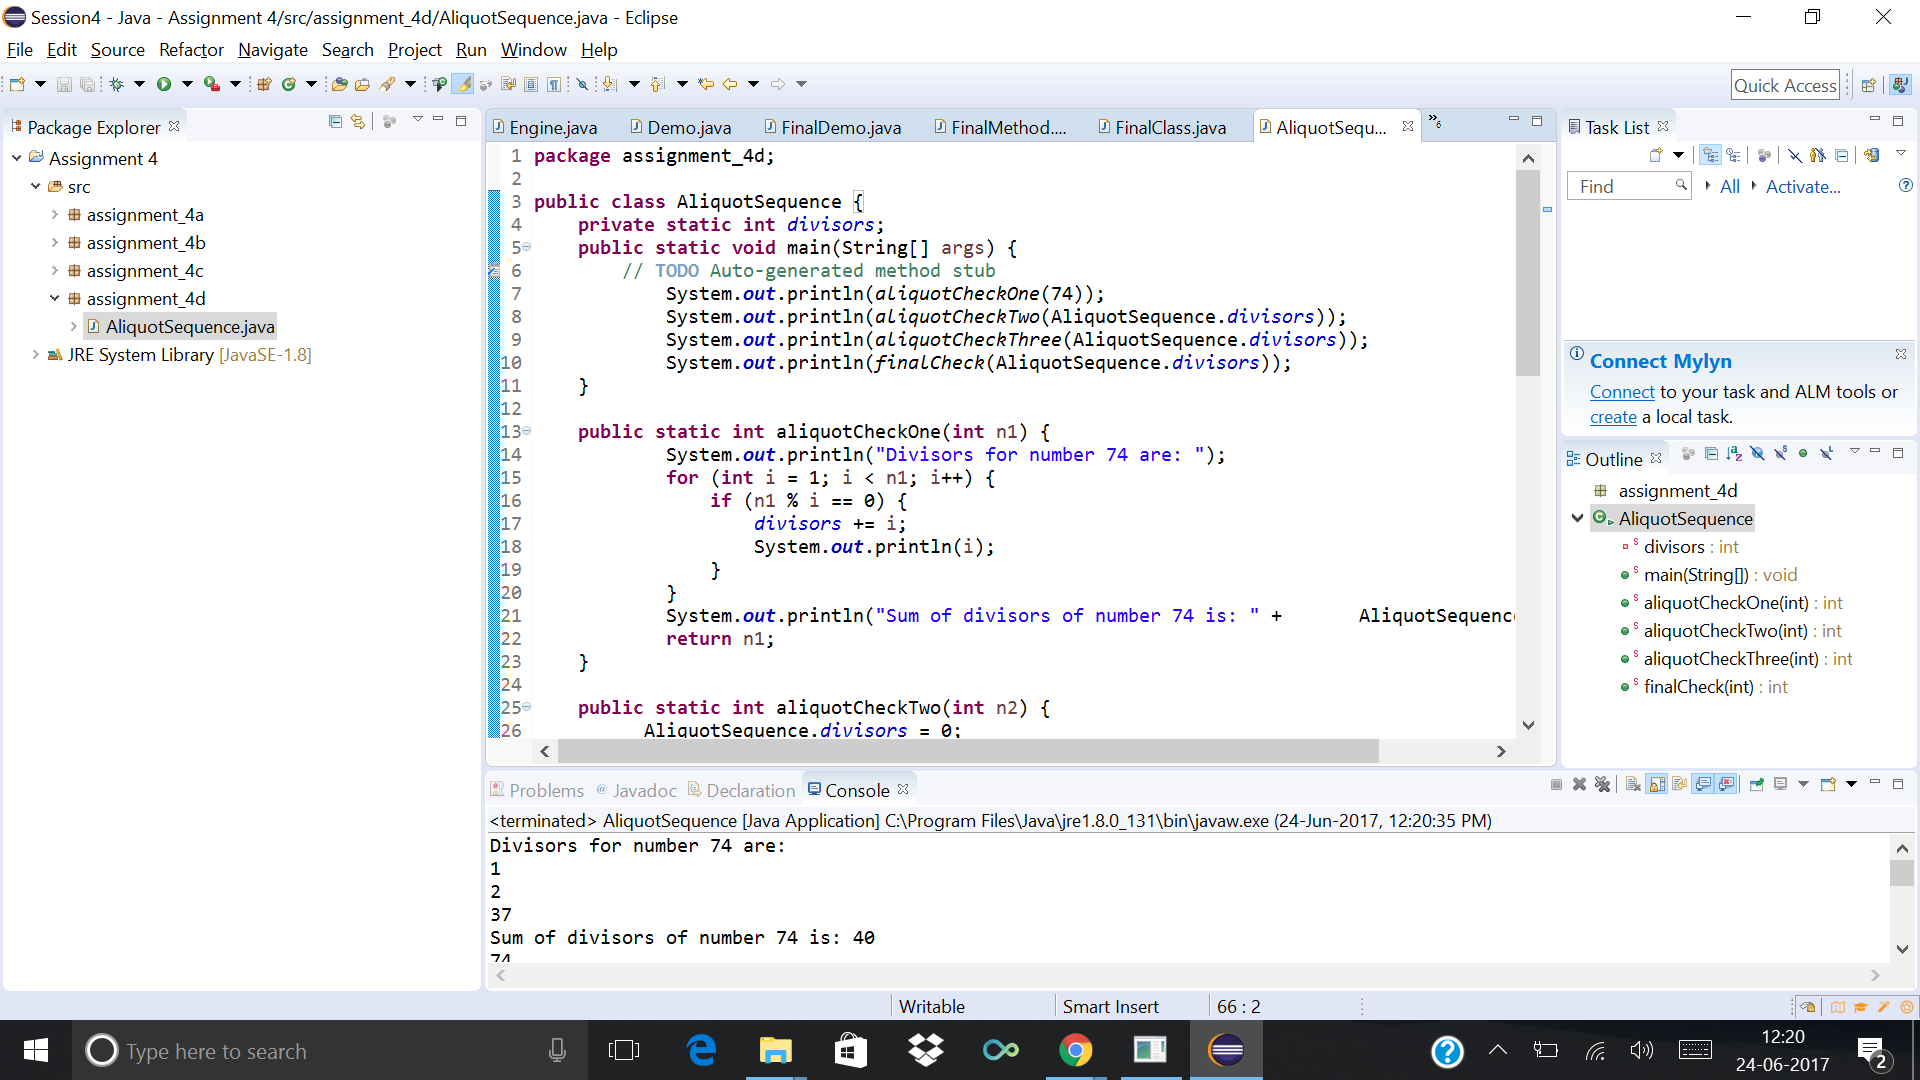 Session4 - Java - Assignment 4/src/assignment_4d/AliquotSequence.java - Eclipse
File Edit Source Refactor Navigate Search Project Run Window Help
Quick Access
Package Explorer
Assignment 4
src
assignment_4a
assignment_4b
assignment_4c
assignment_4d
AliquotSequence.java
JRE System Library [JavaSE-1.8]
Engine.java Demo.java FinalDemo.java FinalMethod.... FinalClass.java AliquotSequ... »6
1 package assignment_4d;
2
3 public class AliquotSequence {
4 private static int divisors;
5 public static void main(String[] args) {
6 // TODO Auto-generated method stub
7 System.out.println(aliquotCheckOne(74));
8 System.out.println(aliquotCheckTwo(AliquotSequence.divisors));
9 System.out.println(aliquotCheckThree(AliquotSequence.divisors));
10 System.out.println(finalCheck(AliquotSequence.divisors));
11 }
12
13 public static int aliquotCheckOne(int n1) {
14 System.out.println("Divisors for number 74 are: ");
15 for (int i = 1; i < n1; i++) {
16 if (n1 % i == 0) {
17 divisors += i;
18 System.out.println(i);
19 }
20 }
21 System.out.println("Sum of divisors of number 74 is: " + AliquotSequenc
22 return n1;
23 }
24
25 public static int aliquotCheckTwo(int n2) {
26 AliquotSequence.divisors = 0;
Task List
Find All Activate...
Connect Mylyn
Connect to your task and ALM tools or
create a local task.
Outline
assignment_4d
AliquotSequence
divisors : int
main(String[]) : void
aliquotCheckOne(int) : int
aliquotCheckTwo(int) : int
aliquotCheckThree(int) : int
finalCheck(int) : int
Problems @ Javadoc Declaration Console
<terminated> AliquotSequence [Java Application] C:\Program Files\Java\jre1.8.0_131\bin\javaw.exe (24-Jun-2017, 12:20:35 PM)
Divisors for number 74 are:
1
2
37
Sum of divisors of number 74 is: 40
74
Writable Smart Insert 66 : 2
Type here to search
12:20
24-06-2017
2